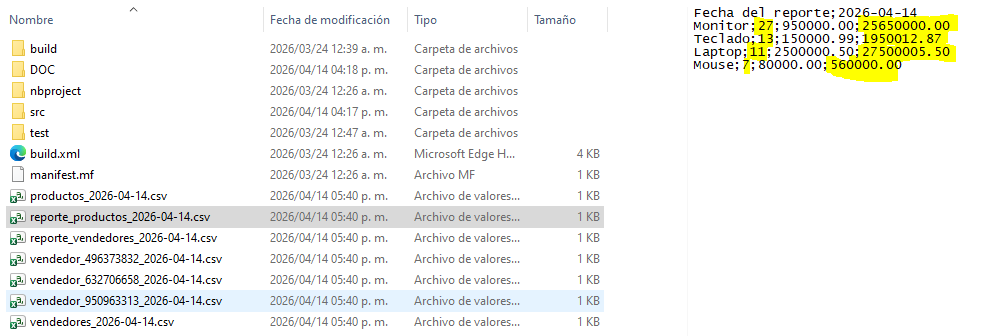 Nombre Fecha de modificación Tipo Tamaño
build 2026/03/24 12:39 a. m. Carpeta de archivos
DOC 2026/04/14 04:18 p. m. Carpeta de archivos
nbproject 2026/03/24 12:26 a. m. Carpeta de archivos
src 2026/04/14 04:17 p. m. Carpeta de archivos
test 2026/03/24 12:47 a. m. Carpeta de archivos
build.xml 2026/03/24 12:26 a. m. Microsoft Edge H... 4 KB
manifest.mf 2026/03/24 12:26 a. m. Archivo MF 1 KB
productos_2026-04-14.csv 2026/04/14 05:40 p. m. Archivo de valores... 1 KB
reporte_productos_2026-04-14.csv 2026/04/14 05:40 p. m. Archivo de valores... 1 KB
reporte_vendedores_2026-04-14.csv 2026/04/14 05:40 p. m. Archivo de valores... 1 KB
vendedor_496373832_2026-04-14.csv 2026/04/14 05:40 p. m. Archivo de valores... 1 KB
vendedor_632706658_2026-04-14.csv 2026/04/14 05:40 p. m. Archivo de valores... 1 KB
vendedor_950963313_2026-04-14.csv 2026/04/14 05:40 p. m. Archivo de valores... 1 KB
vendedores_2026-04-14.csv 2026/04/14 05:40 p. m. Archivo de valores... 1 KB
Fecha del reporte;2026-04-14
Monitor;27;950000.00;25650000.00
Teclado;13;150000.99;1950012.87
Laptop;11;2500000.50;27500005.50
Mouse;7;80000.00;560000.00